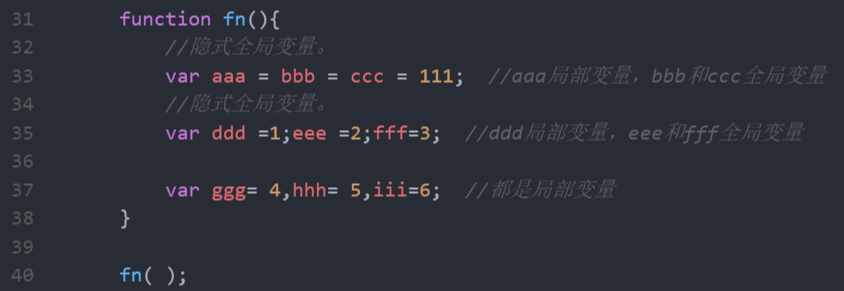 31 function fn(){
32 //隐式全局变量。
33 var aaa = bbb = ccc = 111; //aaa局部变量，bbb和ccc全局变量
34 //隐式全局变量。
35 var ddd =1;eee =2;fff=3; //ddd局部变量，eee和fff全局变量
36
37 var ggg= 4,hhh= 5,iii=6; //都是局部变量
38 }
39
40 fn( );